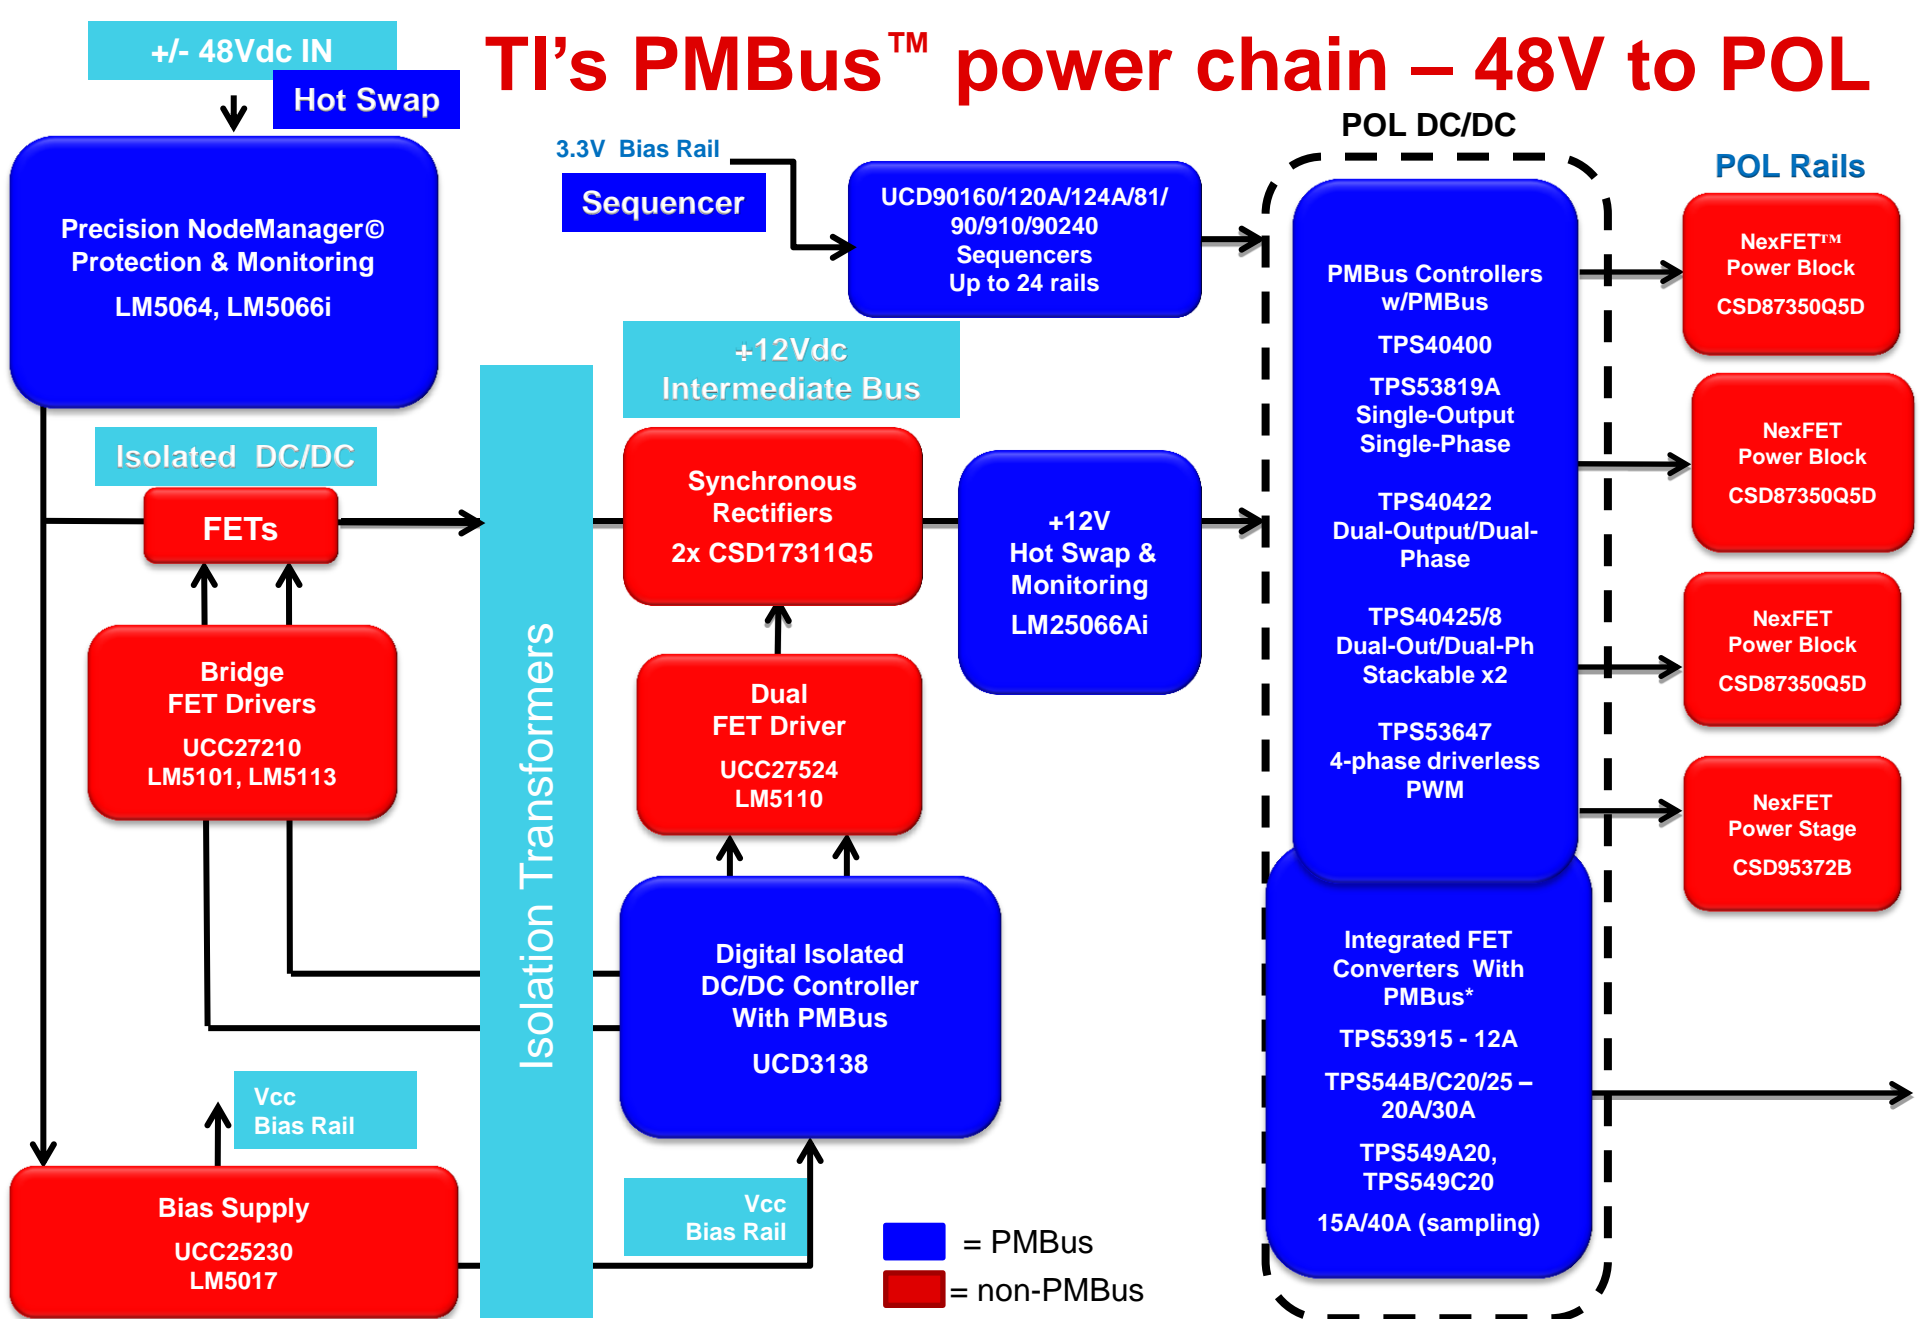 +/- 48Vdc IN
TI's PMBus™ power chain – 48V to POL
Hot Swap
Precision NodeManager©
Protection & Monitoring
LM5064, LM5066i
3.3V Bias Rail
Sequencer
UCD90160/120A/124A/81/
90/910/90240
Sequencers
Up to 24 rails
POL DC/DC
POL Rails
+12Vdc
Intermediate Bus
Isolated DC/DC
FETs
Bridge
FET Drivers
UCC27210
LM5101, LM5113
Isolation Transformers
Synchronous
Rectifiers
2x CSD17311Q5
+12V
Hot Swap &
Monitoring
LM25066Ai
Dual
FET Driver
UCC27524
LM5110
Digital Isolated
DC/DC Controller
With PMBus
UCD3138
Vcc
Bias Rail
Bias Supply
UCC25230
LM5017
Vcc
Bias Rail
= PMBus
= non-PMBus
PMBus Controllers
w/PMBus
TPS40400
TPS53819A
Single-Output
Single-Phase
TPS40422
Dual-Output/Dual-
Phase
TPS40425/8
Dual-Out/Dual-Ph
Stackable x2
TPS53647
4-phase driverless
PWM
Integrated FET
Converters With
PMBus*
TPS53915 - 12A
TPS544B/C20/25 –
20A/30A
TPS549A20,
TPS549C20
15A/40A (sampling)
NexFET™
Power Block
CSD87350Q5D
NexFET
Power Block
CSD87350Q5D
NexFET
Power Block
CSD87350Q5D
NexFET
Power Stage
CSD95372B